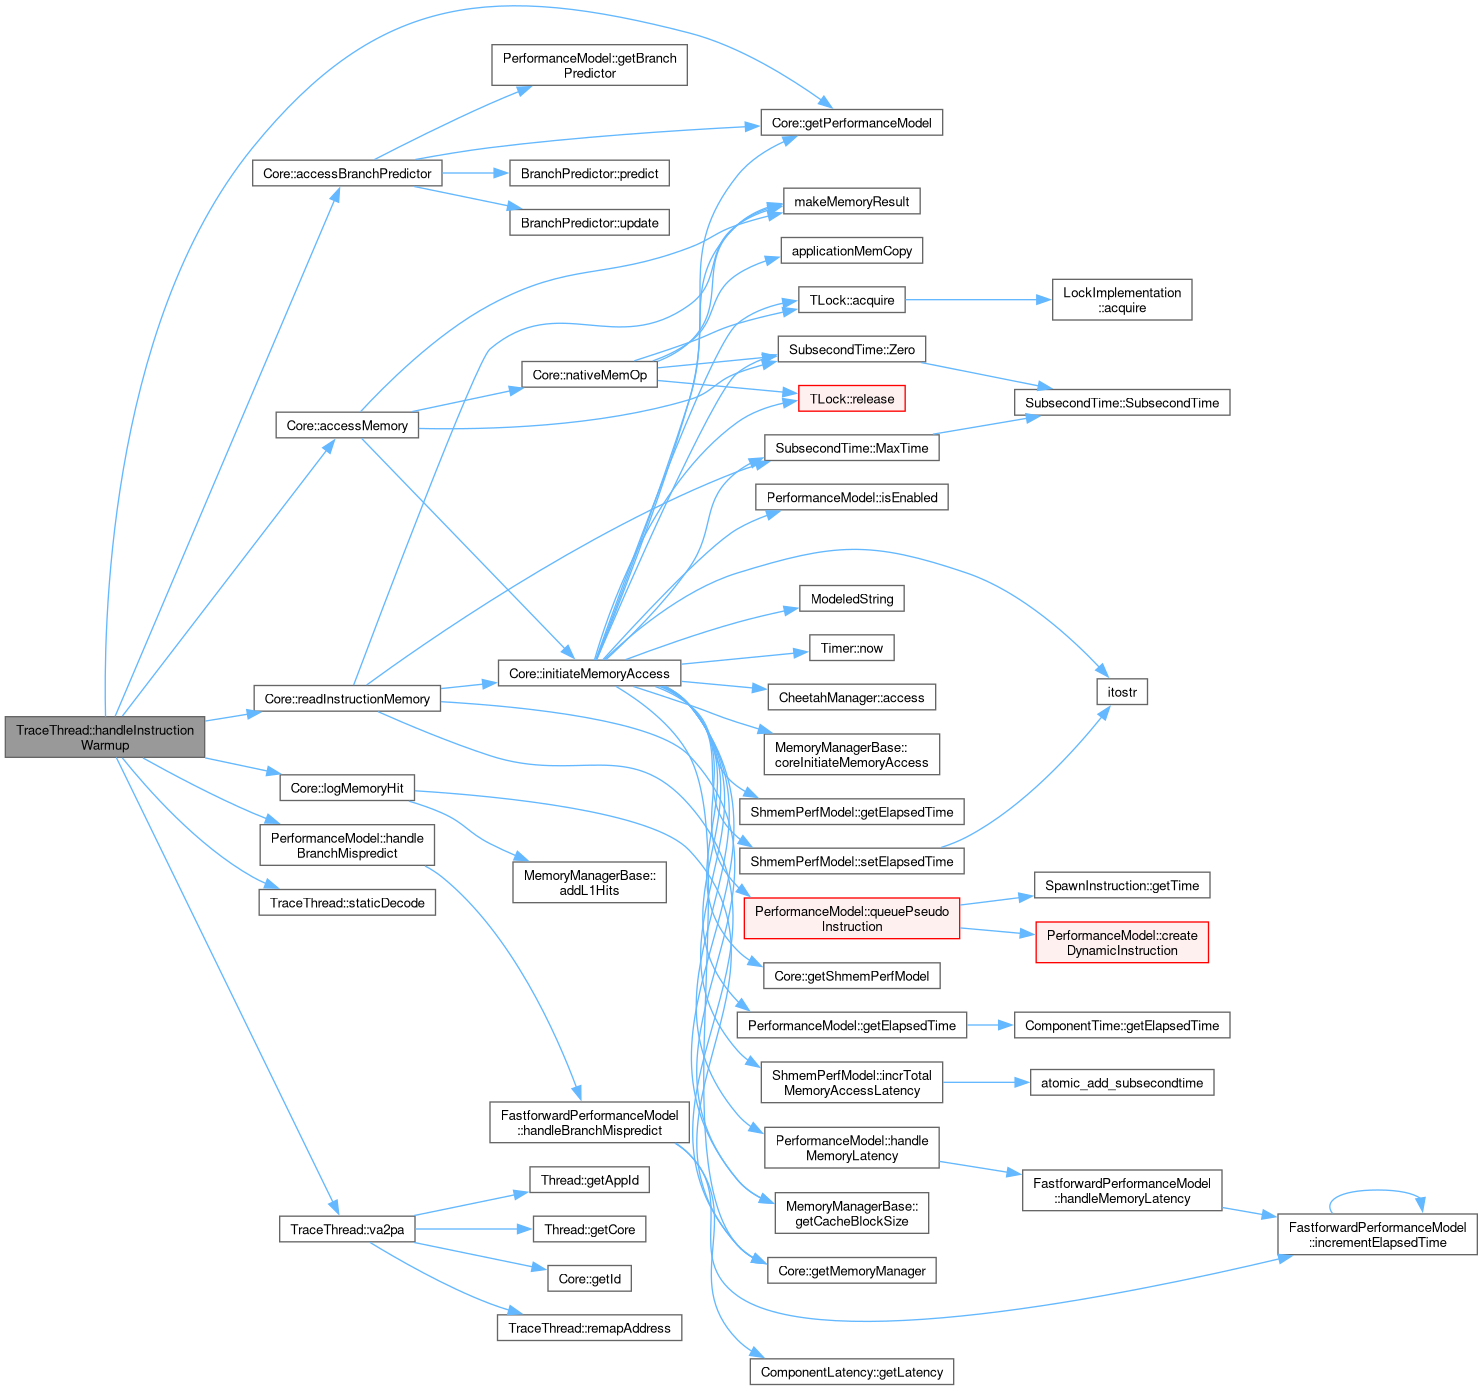 PerformanceModel::getBranch
Predictor
Core::getPerformanceModel
Core::accessBranchPredictor
BranchPredictor::predict
BranchPredictor::update
makeMemoryResult
applicationMemCopy
TLock::acquire
LockImplementation
::acquire
SubsecondTime::Zero
Core::nativeMemOp
TLock::release
SubsecondTime::SubsecondTime
Core::accessMemory
SubsecondTime::MaxTime
PerformanceModel::isEnabled
ModeledString
Timer::now
Core::initiateMemoryAccess
Core::readInstructionMemory
CheetahManager::access
itostr
TraceThread::handleInstruction
Warmup
MemoryManagerBase::
coreInitiateMemoryAccess
Core::logMemoryHit
ShmemPerfModel::getElapsedTime
PerformanceModel::handle
BranchMispredict
ShmemPerfModel::setElapsedTime
MemoryManagerBase::
addL1Hits
TraceThread::staticDecode
SpawnInstruction::getTime
PerformanceModel::queuePseudo
Instruction
PerformanceModel::create
DynamicInstruction
Core::getShmemPerfModel
PerformanceModel::getElapsedTime
ComponentTime::getElapsedTime
ShmemPerfModel::incrTotal
MemoryAccessLatency
atomic_add_subsecondtime
FastforwardPerformanceModel
::handleBranchMispredict
PerformanceModel::handle
MemoryLatency
FastforwardPerformanceModel
::handleMemoryLatency
Thread::getAppId
MemoryManagerBase::
getCacheBlockSize
TraceThread::va2pa
Thread::getCore
FastforwardPerformanceModel
::incrementElapsedTime
Core::getId
Core::getMemoryManager
TraceThread::remapAddress
ComponentLatency::getLatency